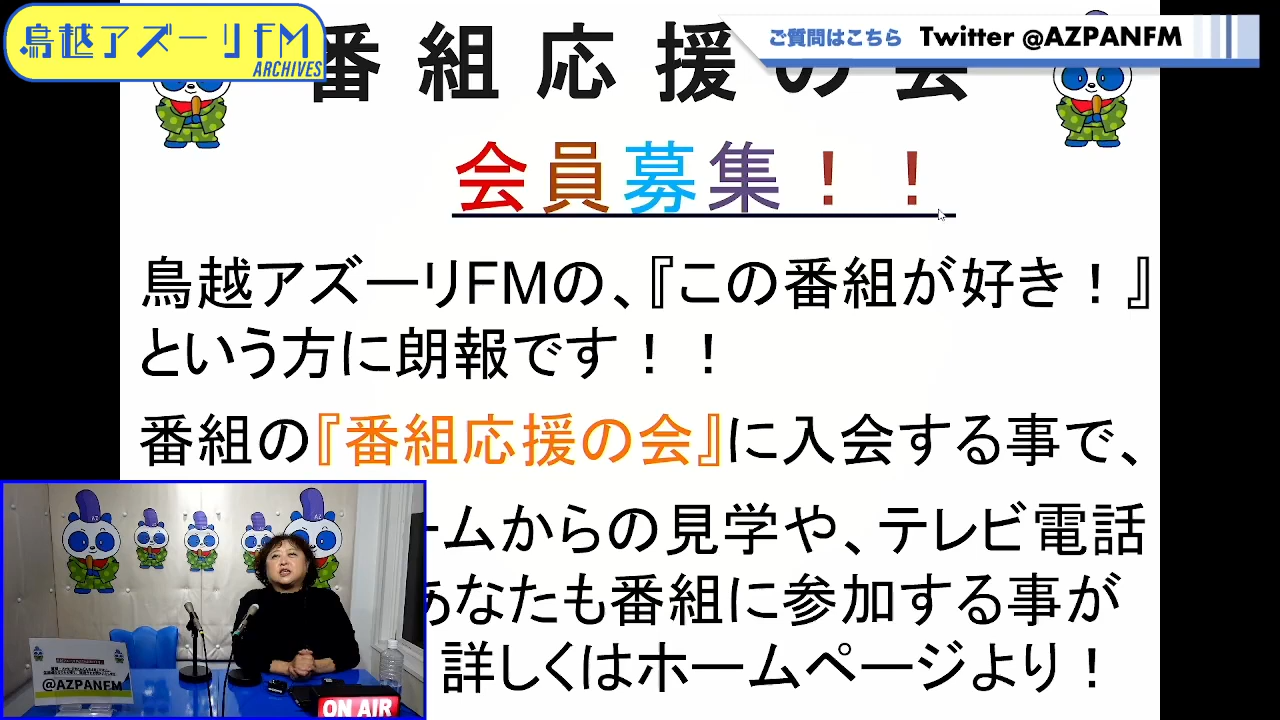 鳥越アズーリFM
ARCHIVES
番組応援の会
ご質問はこちら Twitter @AZPANFM
会員募集！！
鳥越アズーリFMの、『この番組が好き！』
という方に朗報です！！
番組の『番組応援の会』に入会する事で、
ームからの見学や、テレビ電話
あなたも番組に参加する事が
詳しくはホームページより！
@AZPANFM
ON AIR